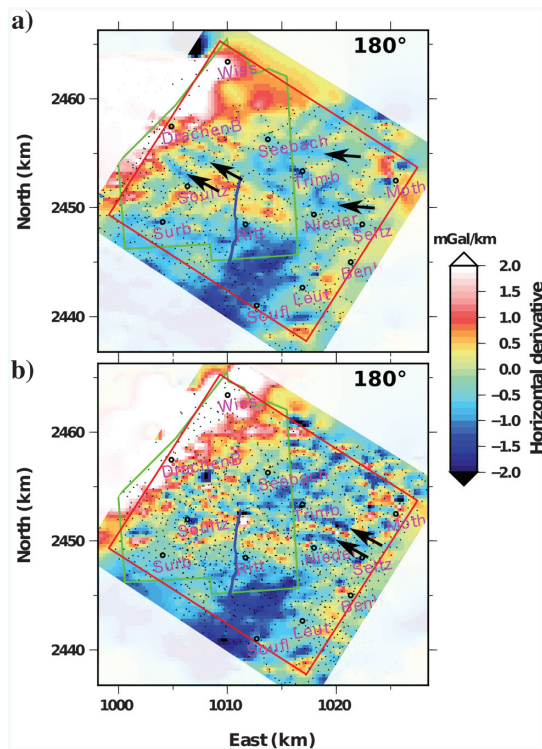 a)
180°
2460
2450
2440
North (km)
Wiss
DrachenB
Seebach
Trimb
Moth
Soultz
Surb
Ritt
Nieder
Seltz
Soufl
Leut
BenI
mGal/km
2.0
1.5
1.0
0.5
0.0
−0.5
−1.0
−1.5
−2.0
Horizontal derivative
b)
180°
2460
2450
2440
North (km)
Wiss
DrachenB
Seebach
Trimb
Moth
Soultz
Surb
Ritt
Nieder
Seltz
Soufl
Leut
BenI
1000
1010
1020
East (km)